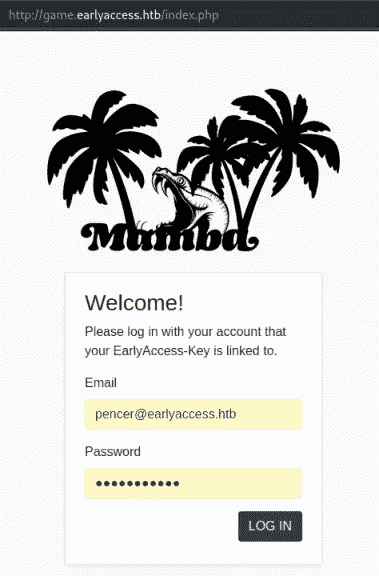 http://game.earlyaccess.htb/index.php
Mamba
Welcome!
Please log in with your account that
your EarlyAccess-Key is linked to.
Email
pencer@earlyaccess.htb
Password
•••••••••••
LOG IN